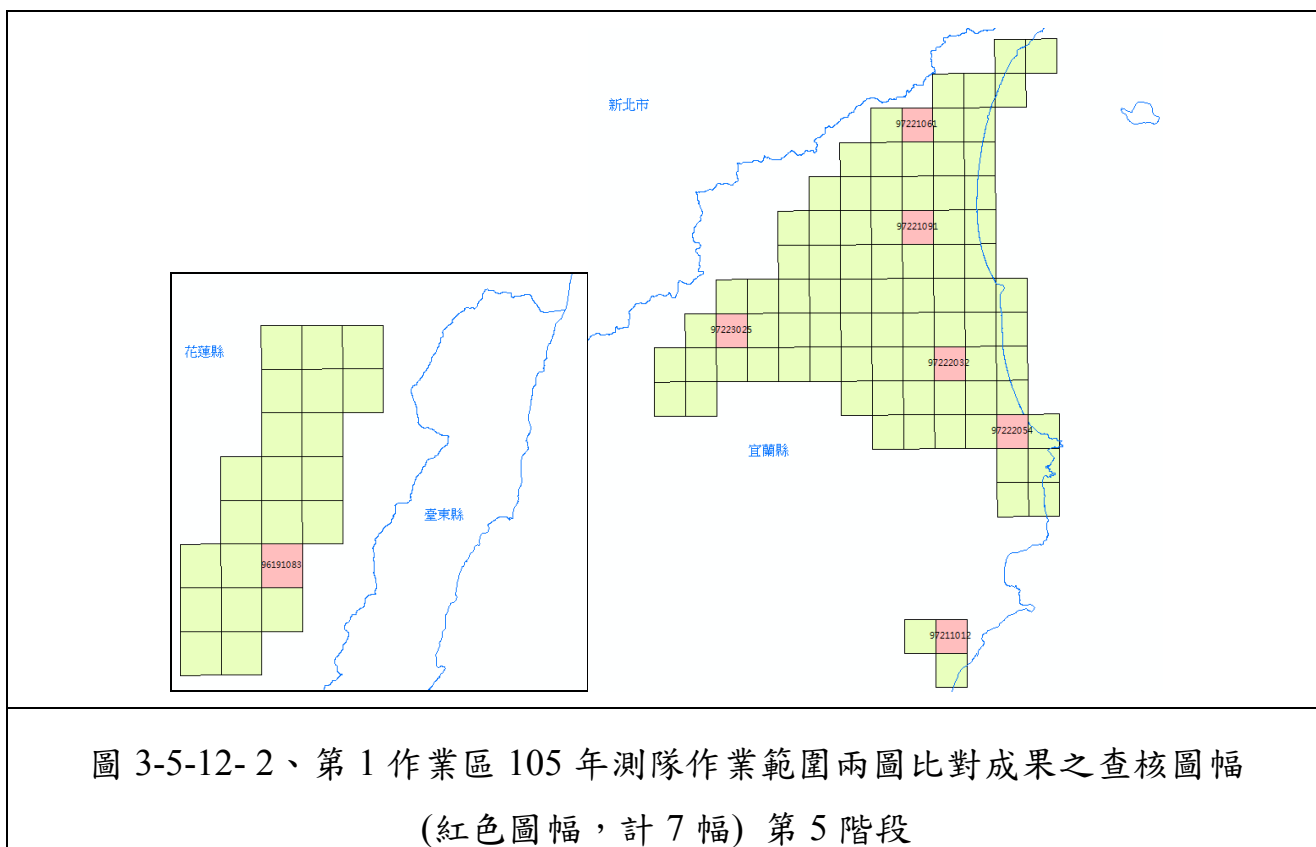 新北市
97221061
97221091
97223025
97222032
97222054
宜蘭縣
花蓮縣
臺東縣
96191083
97211012
圖 3-5-12- 2、第 1 作業區 105 年測隊作業範圍兩圖比對成果之查核圖幅
(紅色圖幅，計 7 幅) 第 5 階段